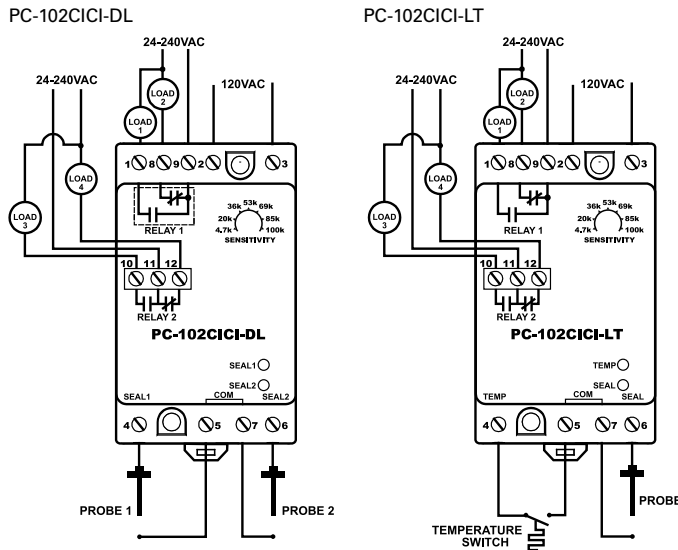 PC-102CICI-DL
24-240VAC
24-240VAC
120VAC
LOAD 1
LOAD 2
LOAD 3
LOAD 4
1
8
9
2
3
RELAY 1
4.7k
20k
36k
53k
69k
85k
100k
SENSITIVITY
10
11
12
RELAY 2
PC-102CICI-DL
SEAL1
SEAL2
SEAL1
COM
SEAL2
4
5
7
6
PROBE 1
PROBE 2
PC-102CICI-LT
24-240VAC
24-240VAC
120VAC
LOAD 1
LOAD 2
LOAD 3
LOAD 4
1
8
9
2
3
RELAY 1
4.7k
20k
36k
53k
69k
85k
100k
SENSITIVITY
10
11
12
RELAY 2
PC-102CICI-LT
TEMP
SEAL
TEMP
COM
SEAL
4
5
7
6
TEMPERATURE
SWITCH
PROBE